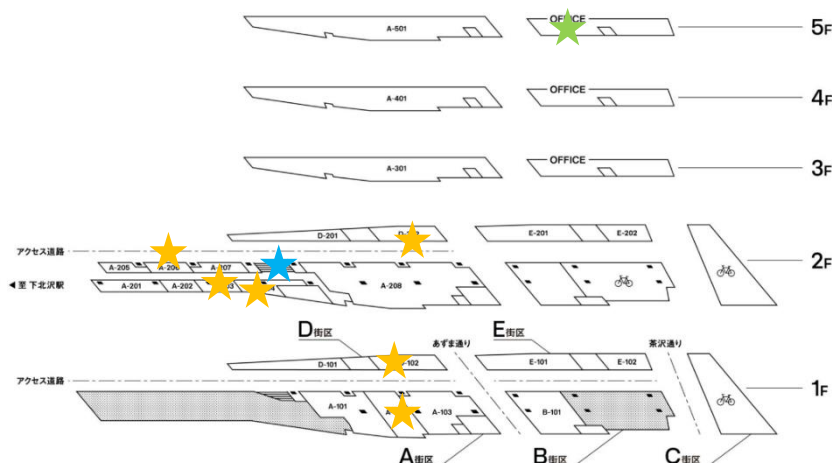 A-501
OFFICE
5F
A-401
OFFICE
4F
A-301
OFFICE
3F
D-201
E-201
E-202
アクセス道路
A-205
A-207
2F
◀至 下北沢駅
A-201
A-202
A-208
D街区
あずま通り
E街区
茶沢通り
D-101
E-101
E-102
アクセス道路
1F
A-101
A-103
B-101
A街区
B街区
C街区